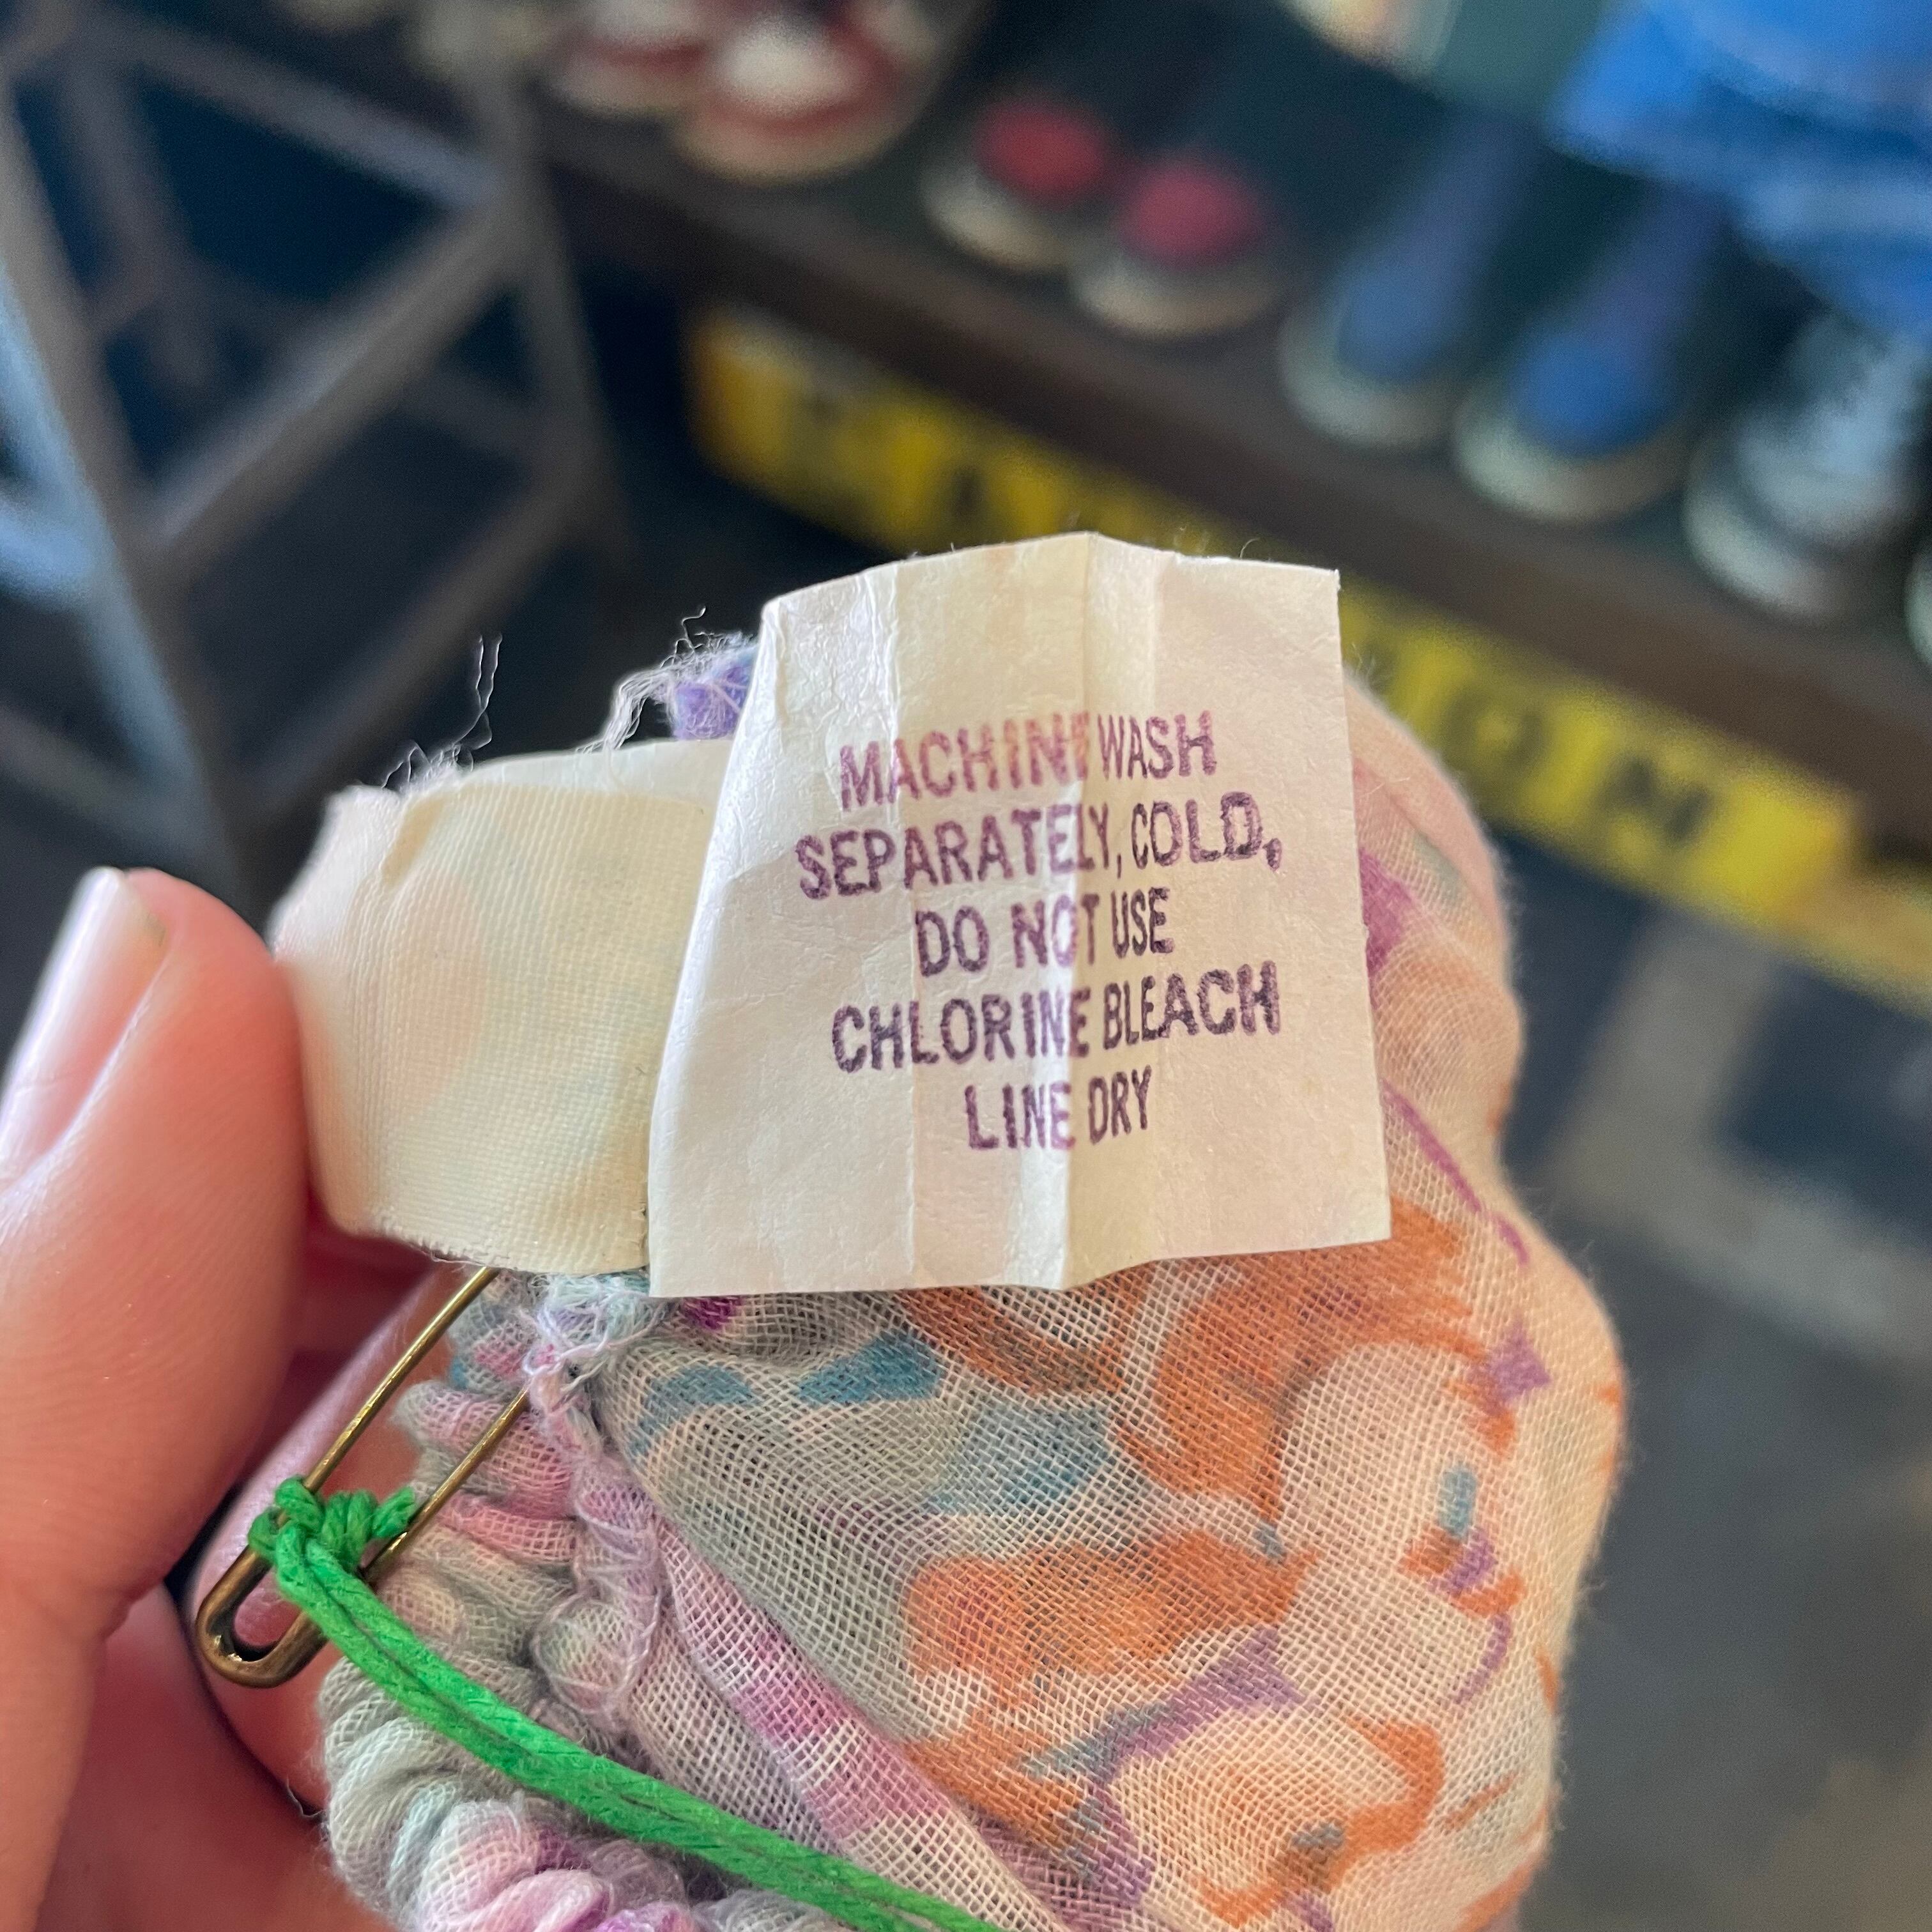 MACHINE WASH
SEPARATELY, COLD,
DO NOT USE
CHLORINE BLEACH
LINE DRY